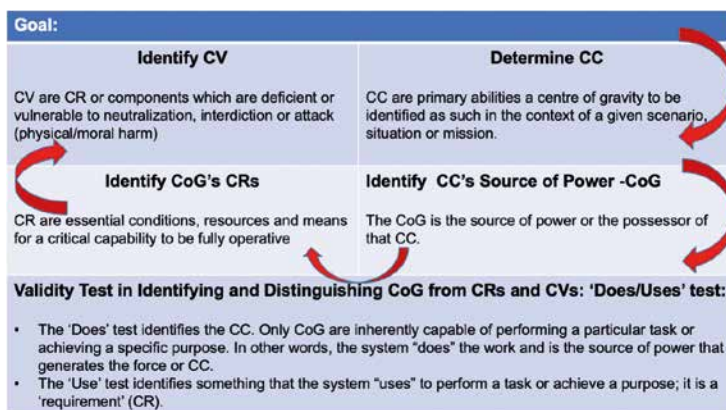 Goal:
Identify CV
CV are CR or components which are deficient or
vulnerable to neutralization, interdiction or attack
(physical/moral harm)
Determine CC
CC are primary abilities a centre of gravity to be
identified as such in the context of a given scenario,
situation or mission.
Identify CoG's CRs
CR are essential conditions, resources and means
for a critical capability to be fully operative
Identify CC's Source of Power -CoG
The CoG is the source of power or the possessor of
that CC.
Validity Test in Identifying and Distinguishing CoG from CRs and CVs: 'Does/Uses' test:
• The 'Does' test identifies the CC. Only CoG are inherently capable of performing a particular task or
achieving a specific purpose. In other words, the system "does" the work and is the source of power that
generates the force or CC.
• The 'Use' test identifies something that the system "uses" to perform a task or achieve a purpose; it is a
'requirement' (CR).